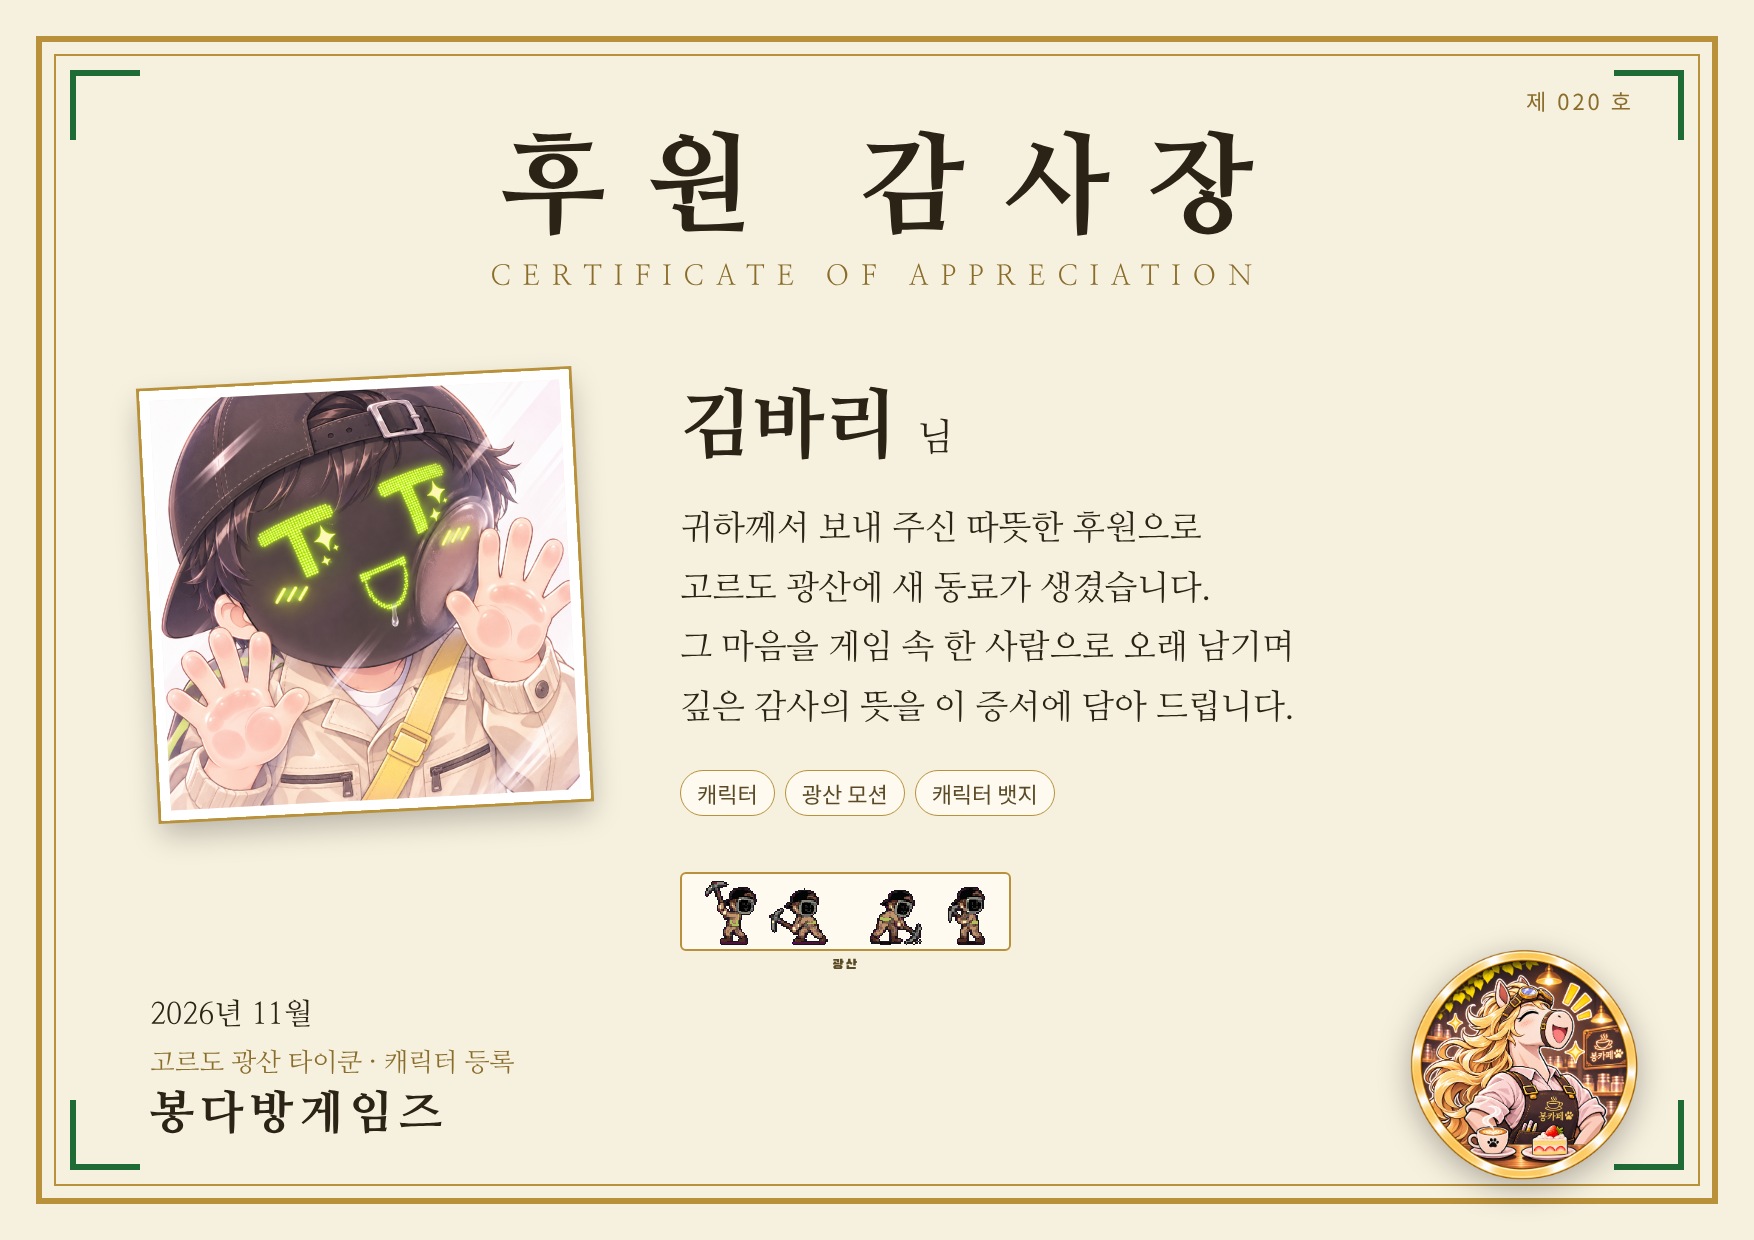 제 020 호
후원 감사장
CERTIFICATE OF APPRECIATION
김바리 님
귀하께서 보내 주신 따뜻한 후원으로
고르도 광산에 새 동료가 생겼습니다.
그 마음을 게임 속 한 사람으로 오래 남기며
깊은 감사의 뜻을 이 증서에 담아 드립니다.
캐릭터 광산 모션 캐릭터 뱃지
광산
2026년 11월
고르도 광산 타이쿤 · 캐릭터 등록
봉다방게임즈
봉카페
봉카페